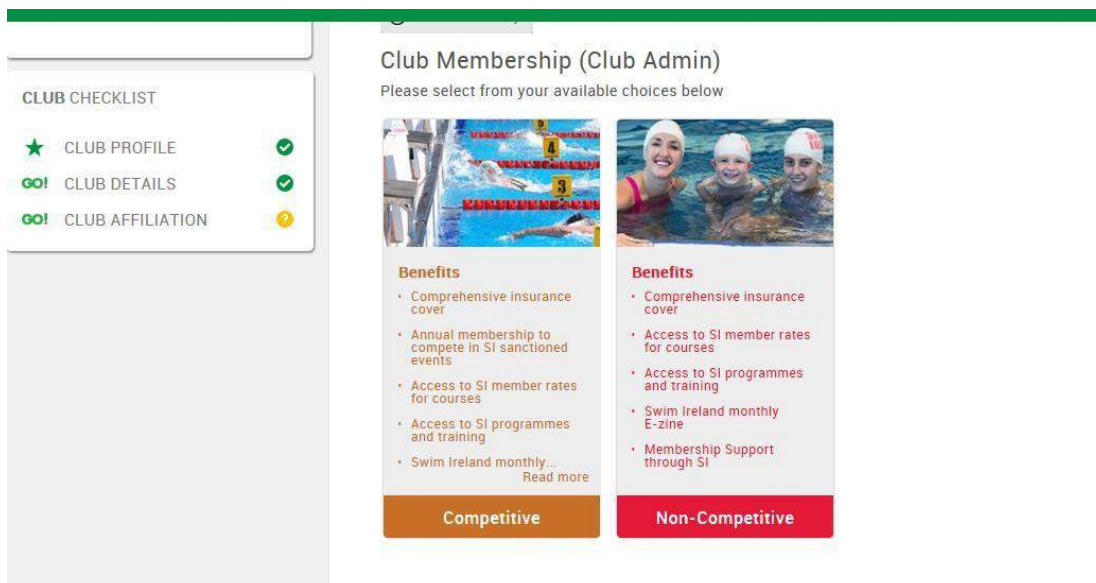 CLUB CHECKLIST
CLUB PROFILE
GO! CLUB DETAILS
GO! CLUB AFFILIATION
?
Club Membership (Club Admin)
Please select from your available choices below
5
4
3
Benefits
• Comprehensive insurance
cover
• Annual membership to
compete in SI sanctioned
events
• Access to SI member rates
for courses
• Access to SI programmes
and training
• Swim Ireland monthly...
Read more
Competitive
Benefits
• Comprehensive insurance
cover
• Access to SI member rates
for courses
• Access to SI programmes
and training
• Swim Ireland monthly
E-zine
• Membership Support
through SI
Non-Competitive